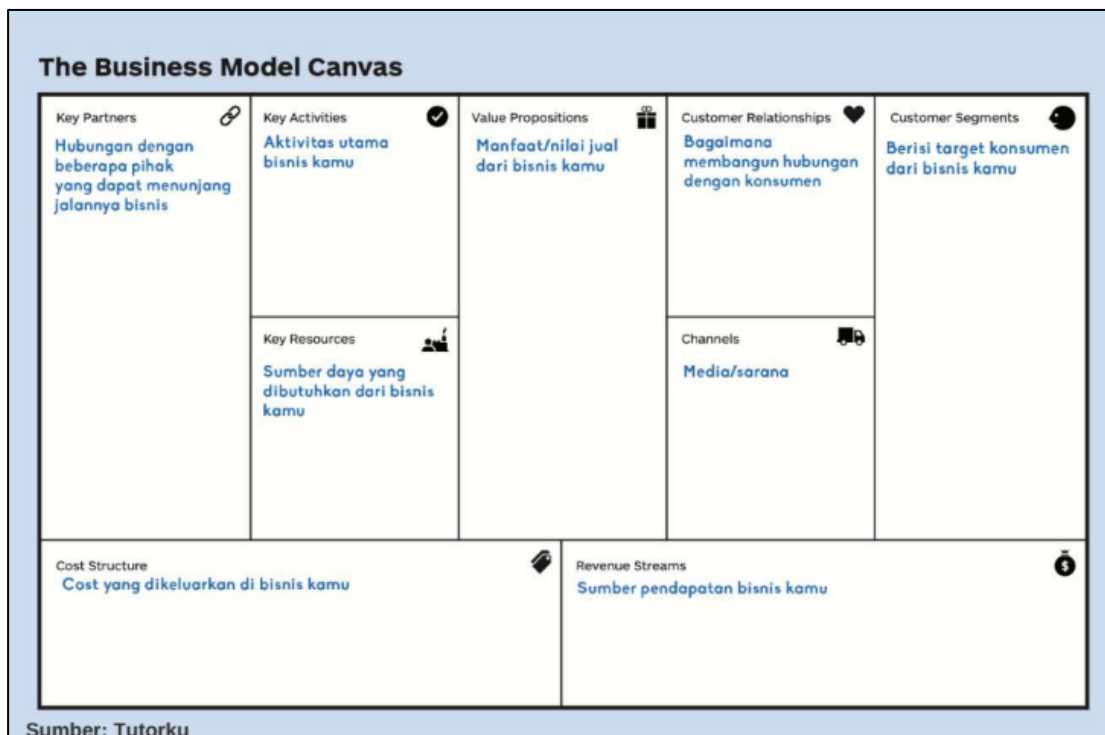 The Business Model Canvas
Key Partners
Hubungan dengan
beberapa pihak
yang dapat menunjang
jalannya bisnis
Key Activities
Aktivitas utama
bisnis kamu
Key Resources
Sumber daya yang
dibutuhkan dari bisnis
kamu
Value Propositions
Manfaat/nilai jual
dari bisnis kamu
Customer Relationships
Bagaimana
membangun hubungan
dengan konsumen
Channels
Media/sarana
Customer Segments
Berisi target konsumen
dari bisnis kamu
Cost Structure
Cost yang dikeluarkan di bisnis kamu
Revenue Streams
Sumber pendapatan bisnis kamu
Sumber: Tutorku